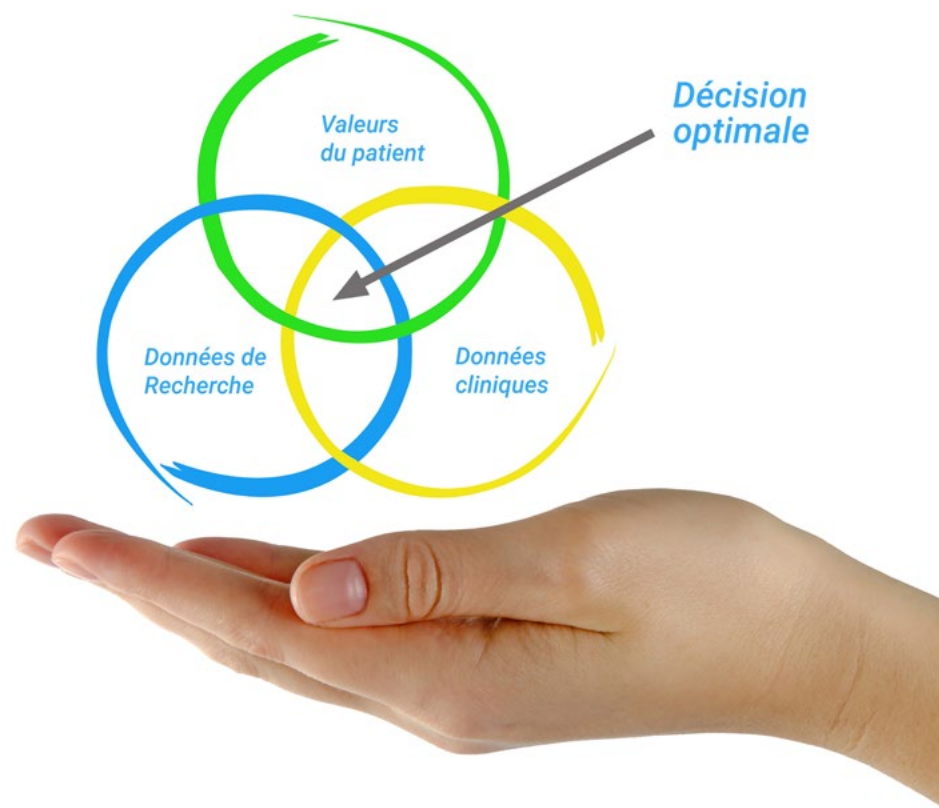 Décision
optimale
Valeurs
du patient
Données de
Recherche
Données
cliniques